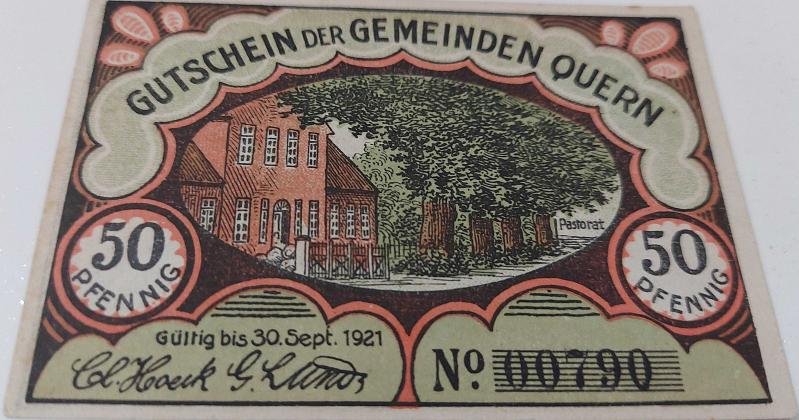 GUTSCHEIN DER GEMEINDEN QUERN
Pastorat
50
PFENNIG
50
PFENNIG
Gültig bis 30. Sept. 1921
No. 00790